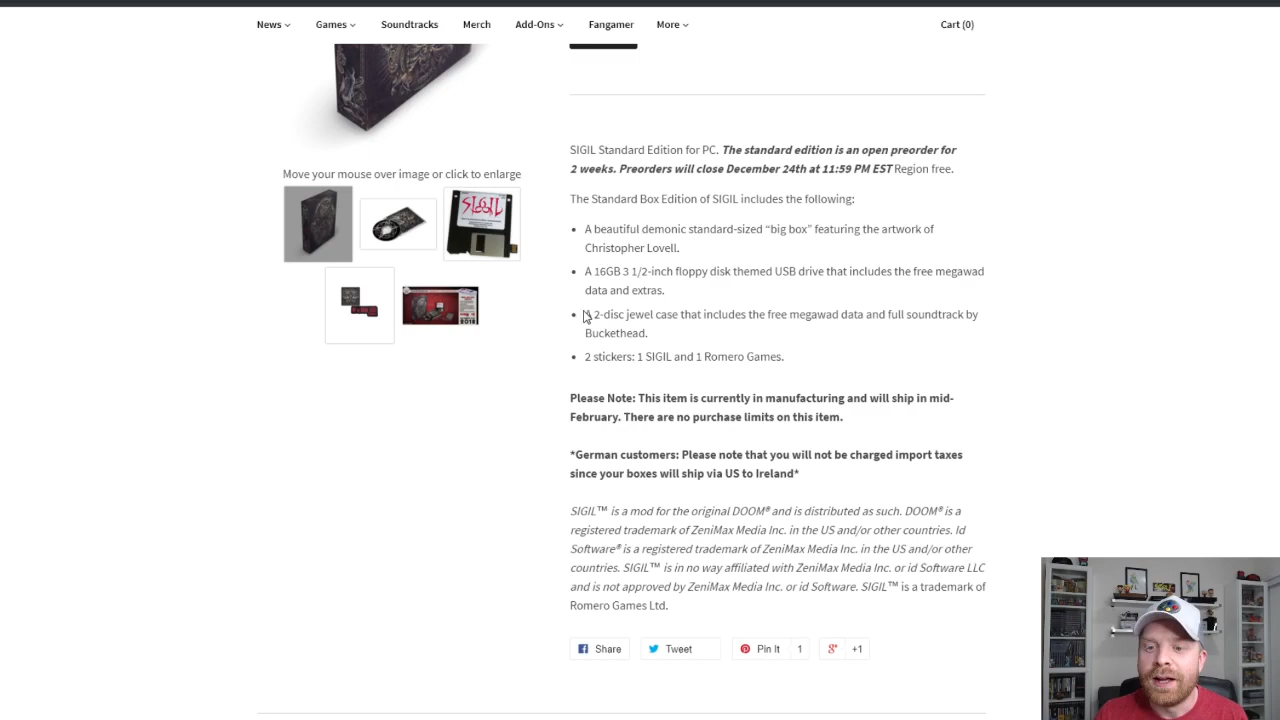 News
Games
Soundtracks
Merch
Add-Ons
Fangamer
More
Cart (0)
Move your mouse over image or click to enlarge
SIGIL
SIGIL Standard Edition for PC. The standard edition is an open preorder for
2 weeks. Preorders will close December 24th at 11:59 PM EST Region free.
The Standard Box Edition of SIGIL includes the following:
A beautiful demonic standard-sized “big box” featuring the artwork of
Christopher Lovell.
A 16GB 3 1/2-inch floppy disk themed USB drive that includes the free megawad
data and extras.
A 2-disc jewel case that includes the free megawad data and full soundtrack by
Buckethead.
2 stickers: 1 SIGIL and 1 Romero Games.
Please Note: This item is currently in manufacturing and will ship in mid-
February. There are no purchase limits on this item.
*German customers: Please note that you will not be charged import taxes
since your boxes will ship via US to Ireland*
SIGIL™ is a mod for the original DOOM® and is distributed as such. DOOM® is a
registered trademark of ZeniMax Media Inc. in the US and/or other countries. Id
Software® is a registered trademark of ZeniMax Media Inc. in the US and/or other
countries. SIGIL™ is in no way affiliated with ZeniMax Media Inc. or id Software LLC
and is not approved by ZeniMax Media Inc. or id Software. SIGIL™ is a trademark of
Romero Games Ltd.
Share
Tweet
Pin It 1
+1